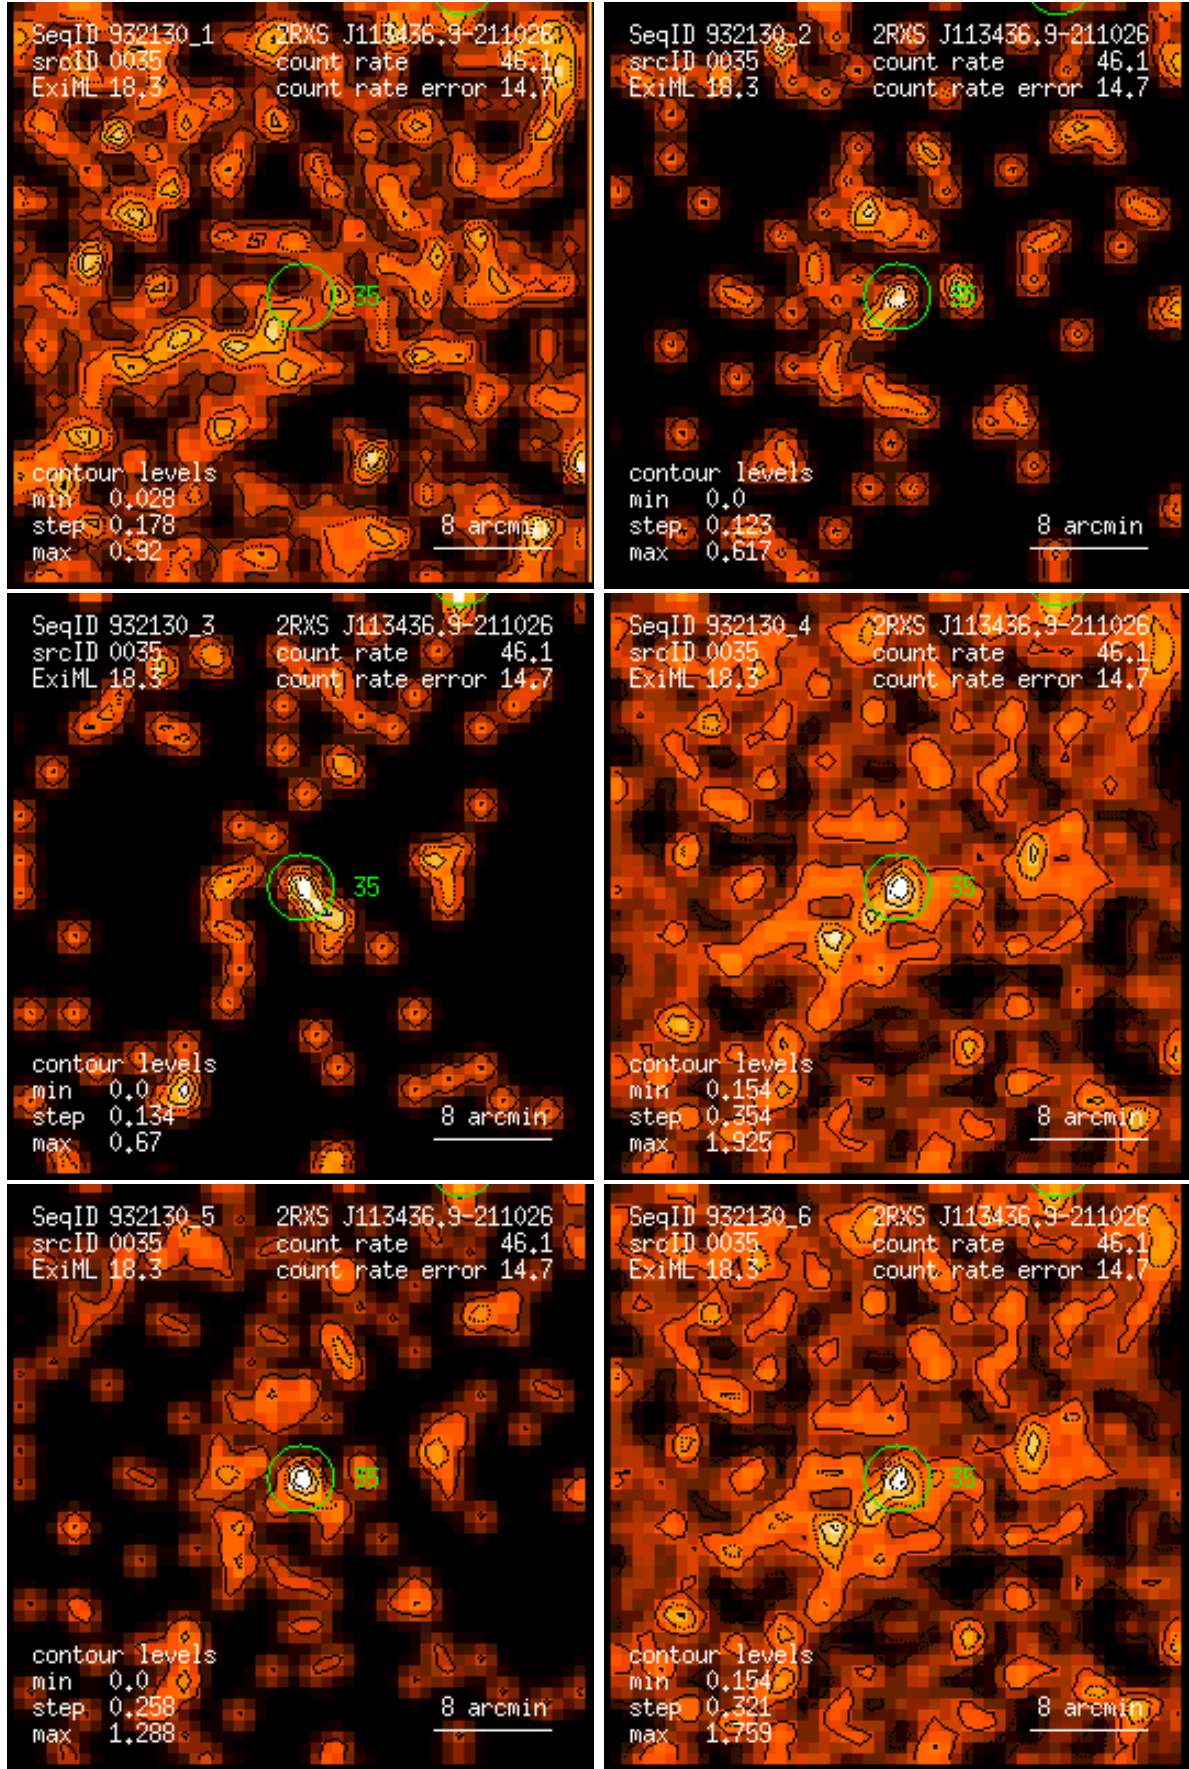 SeqID 932130_1 2RXS J113436.9-211026
srcID 0035 count rate 46.1
ExiML 18.3 count rate error 14.7
35
contour levels
min 0.028
step 0.178 8 arcmin
max 0.92
SeqID 932130_2 2RXS J113436.9-211026
srcID 0035 count rate 46.1
ExiML 18.3 count rate error 14.7
35
contour levels
min 0.0
step 0.123 8 arcmin
max 0.617
SeqID 932130_3 2RXS J113436.9-211026
srcID 0035 count rate 46.1
ExiML 18.3 count rate error 14.7
35
contour levels
min 0.0
step 0.134 8 arcmin
max 0.67
SeqID 932130_4 2RXS J113436.9-211026
srcID 0035 count rate 46.1
ExiML 18.3 count rate error 14.7
35
contour levels
min 0.154
step 0.354 8 arcmin
max 1.925
SeqID 932130_5 2RXS J113436.9-211026
srcID 0035 count rate 46.1
ExiML 18.3 count rate error 14.7
35
contour levels
min 0.0
step 0.258 8 arcmin
max 1.288
SeqID 932130_6 2RXS J113436.9-211026
srcID 0035 count rate 46.1
ExiML 18.3 count rate error 14.7
35
contour levels
min 0.154
step 0.321 8 arcmin
max 1.759